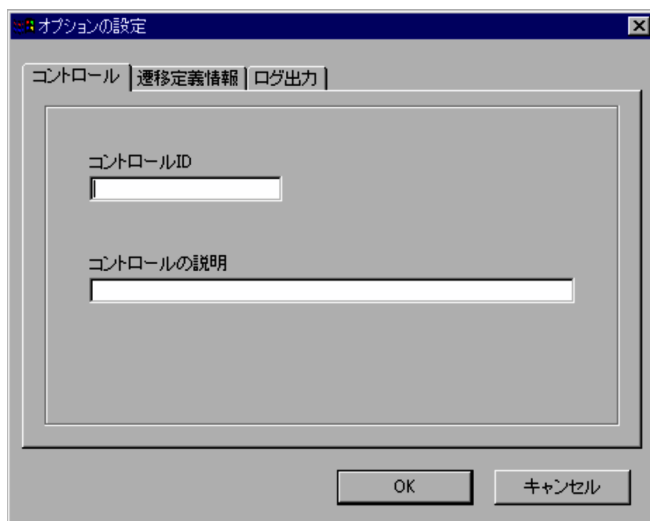 オプションの設定
コントロール 遷移定義情報 ログ出力
コントロールID
コントロールの説明
OK キャンセル